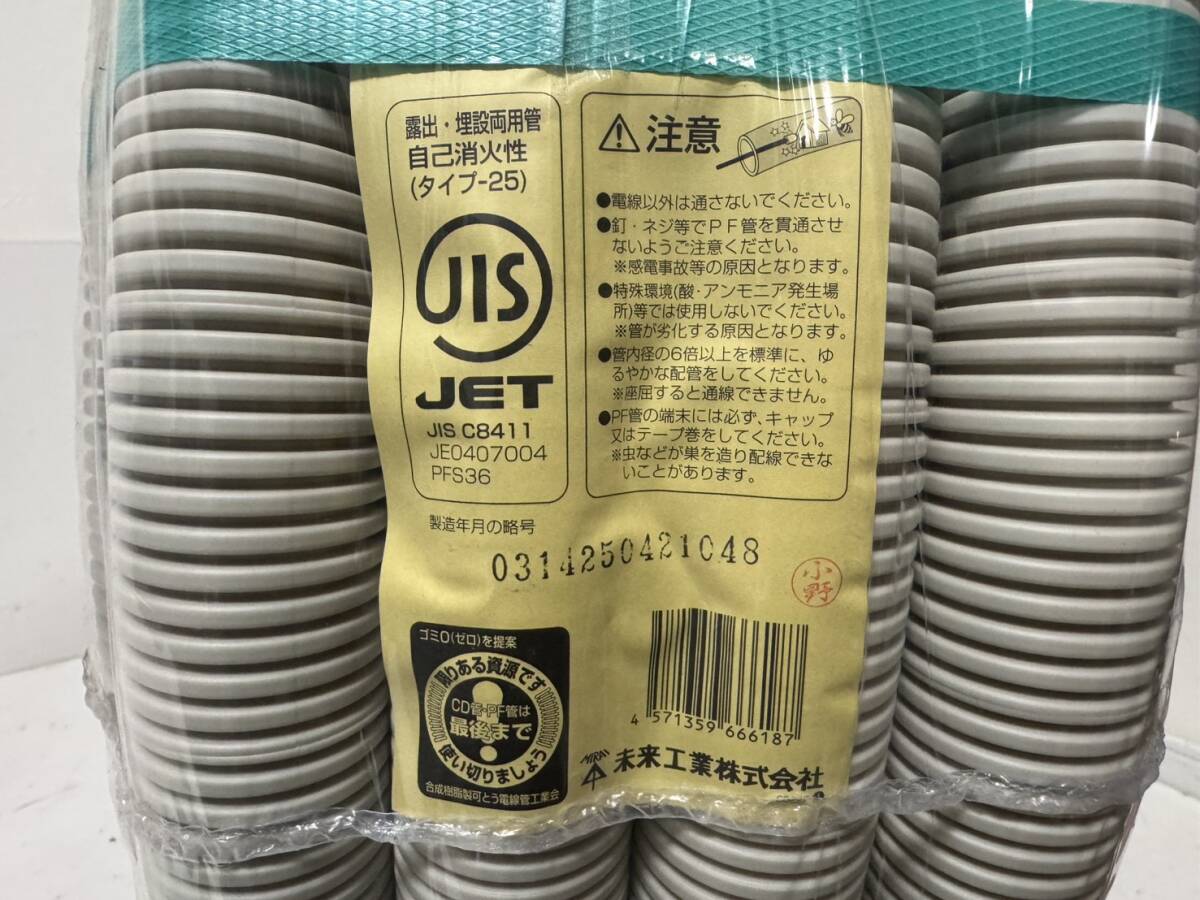 露出・埋設両用管
自己消火性
(タイプ-25)
JIS
JET
JIS C8411
JE0407004
PFS36
⚠注意
●電線以外は通さないでください。
●釘・ネジ等でPF管を貫通させ
ないようご注意ください。
※感電事故等の原因となります。
●特殊環境(酸・アンモニア発生場
所)等では使用しないでください。
※管が劣化する原因となります。
●管内径の6倍以上を標準に、ゆ
るやかな配管をしてください。
※座屈すると通線できません。
●PF管の端末には必ず、キャップ
又はテープ巻をしてください。
※虫などが巣を造り配線できな
いことがあります。
製造年月の略号
0314250421048
小野
ゴミ0(ゼロ)を提案
限りある資源です
CD管・PF管は
最後まで
使い切りましょう
合成樹脂製可とう電線管工業会
4 571359 666187
MIRAI
未来工業株式会社